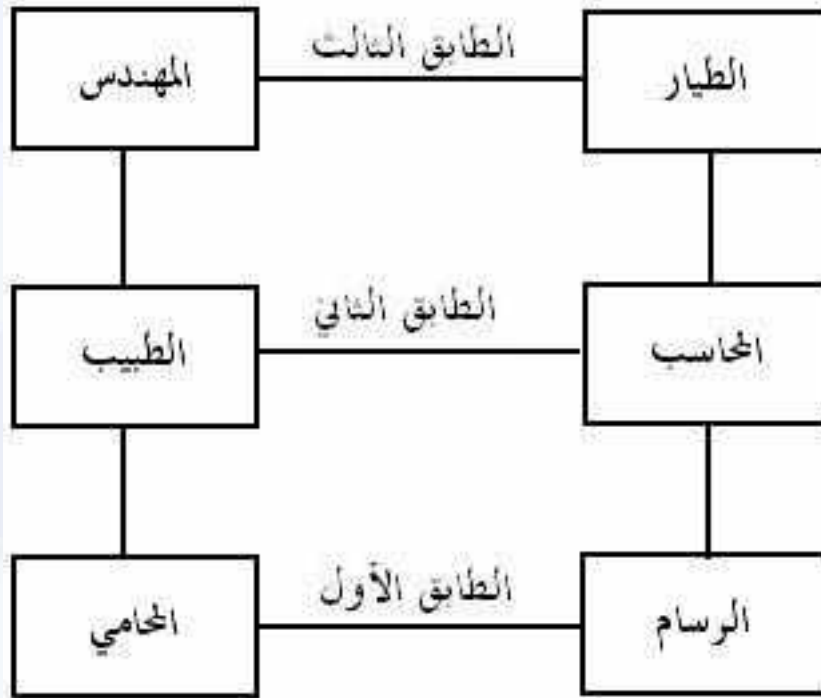 الطيار الطابق الثالث المهندس
المحاسب الطابق الثاني الطبيب
الرسام الطابق الأول المحامي